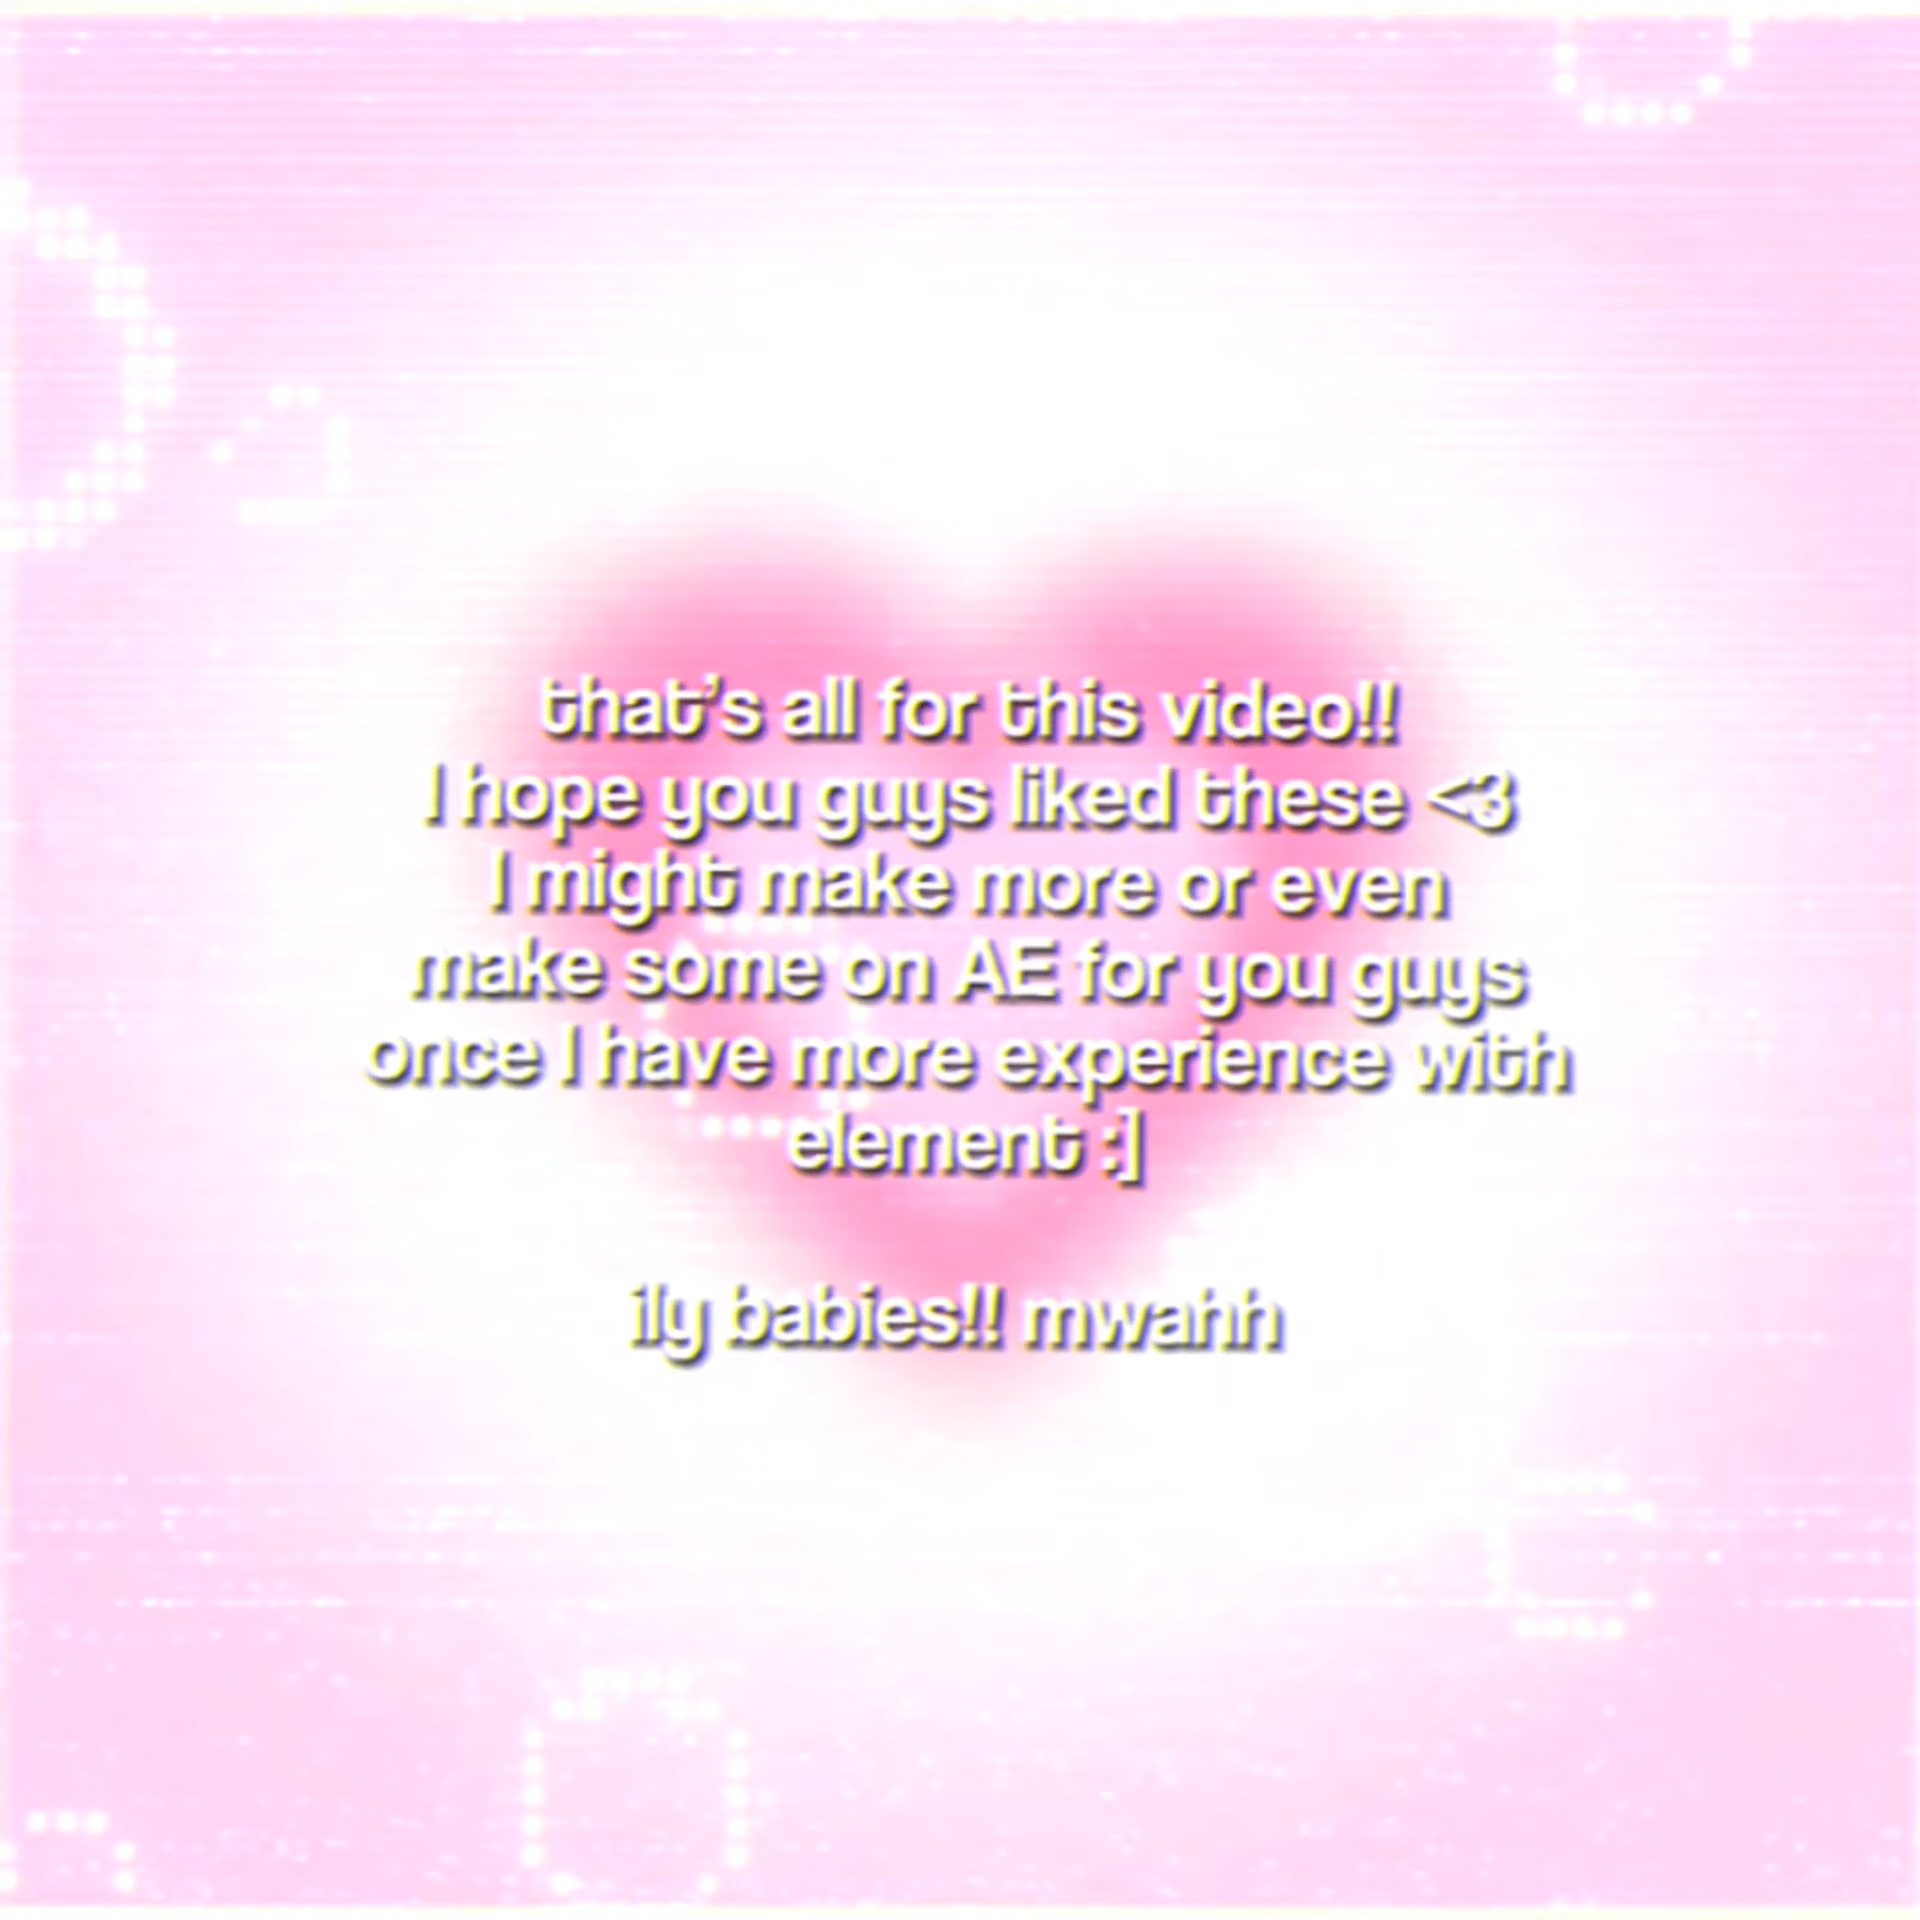 that's all for this video!!
I hope you guys liked these <3
I might make more or even
make some on AE for you guys
once I have more experience with
element :]
ily babies!! mwahh